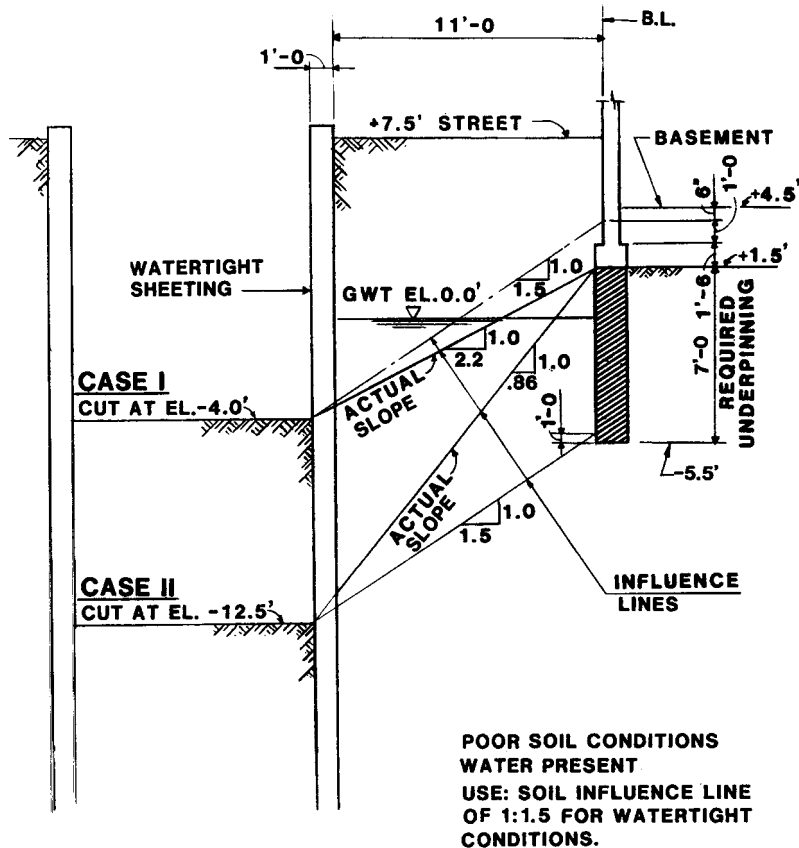 B.L.
11'-0
1'-0
+7.5' STREET
BASEMENT
6"
1'-0
+4.5'
WATERTIGHT
SHEETING
GWT EL.0.0'
1.0
1.5
+1.5'
1'-6
1.0
2.2
1.0
.86
7'-0
REQUIRED
UNDERPINNING
CASE I
CUT AT EL.-4.0'
ACTUAL
SLOPE
1'-0
-5.5'
ACTUAL
SLOPE
1.0
1.5
CASE II
CUT AT EL. -12.5'
INFLUENCE
LINES
POOR SOIL CONDITIONS
WATER PRESENT
USE: SOIL INFLUENCE LINE
OF 1:1.5 FOR WATERTIGHT
CONDITIONS.